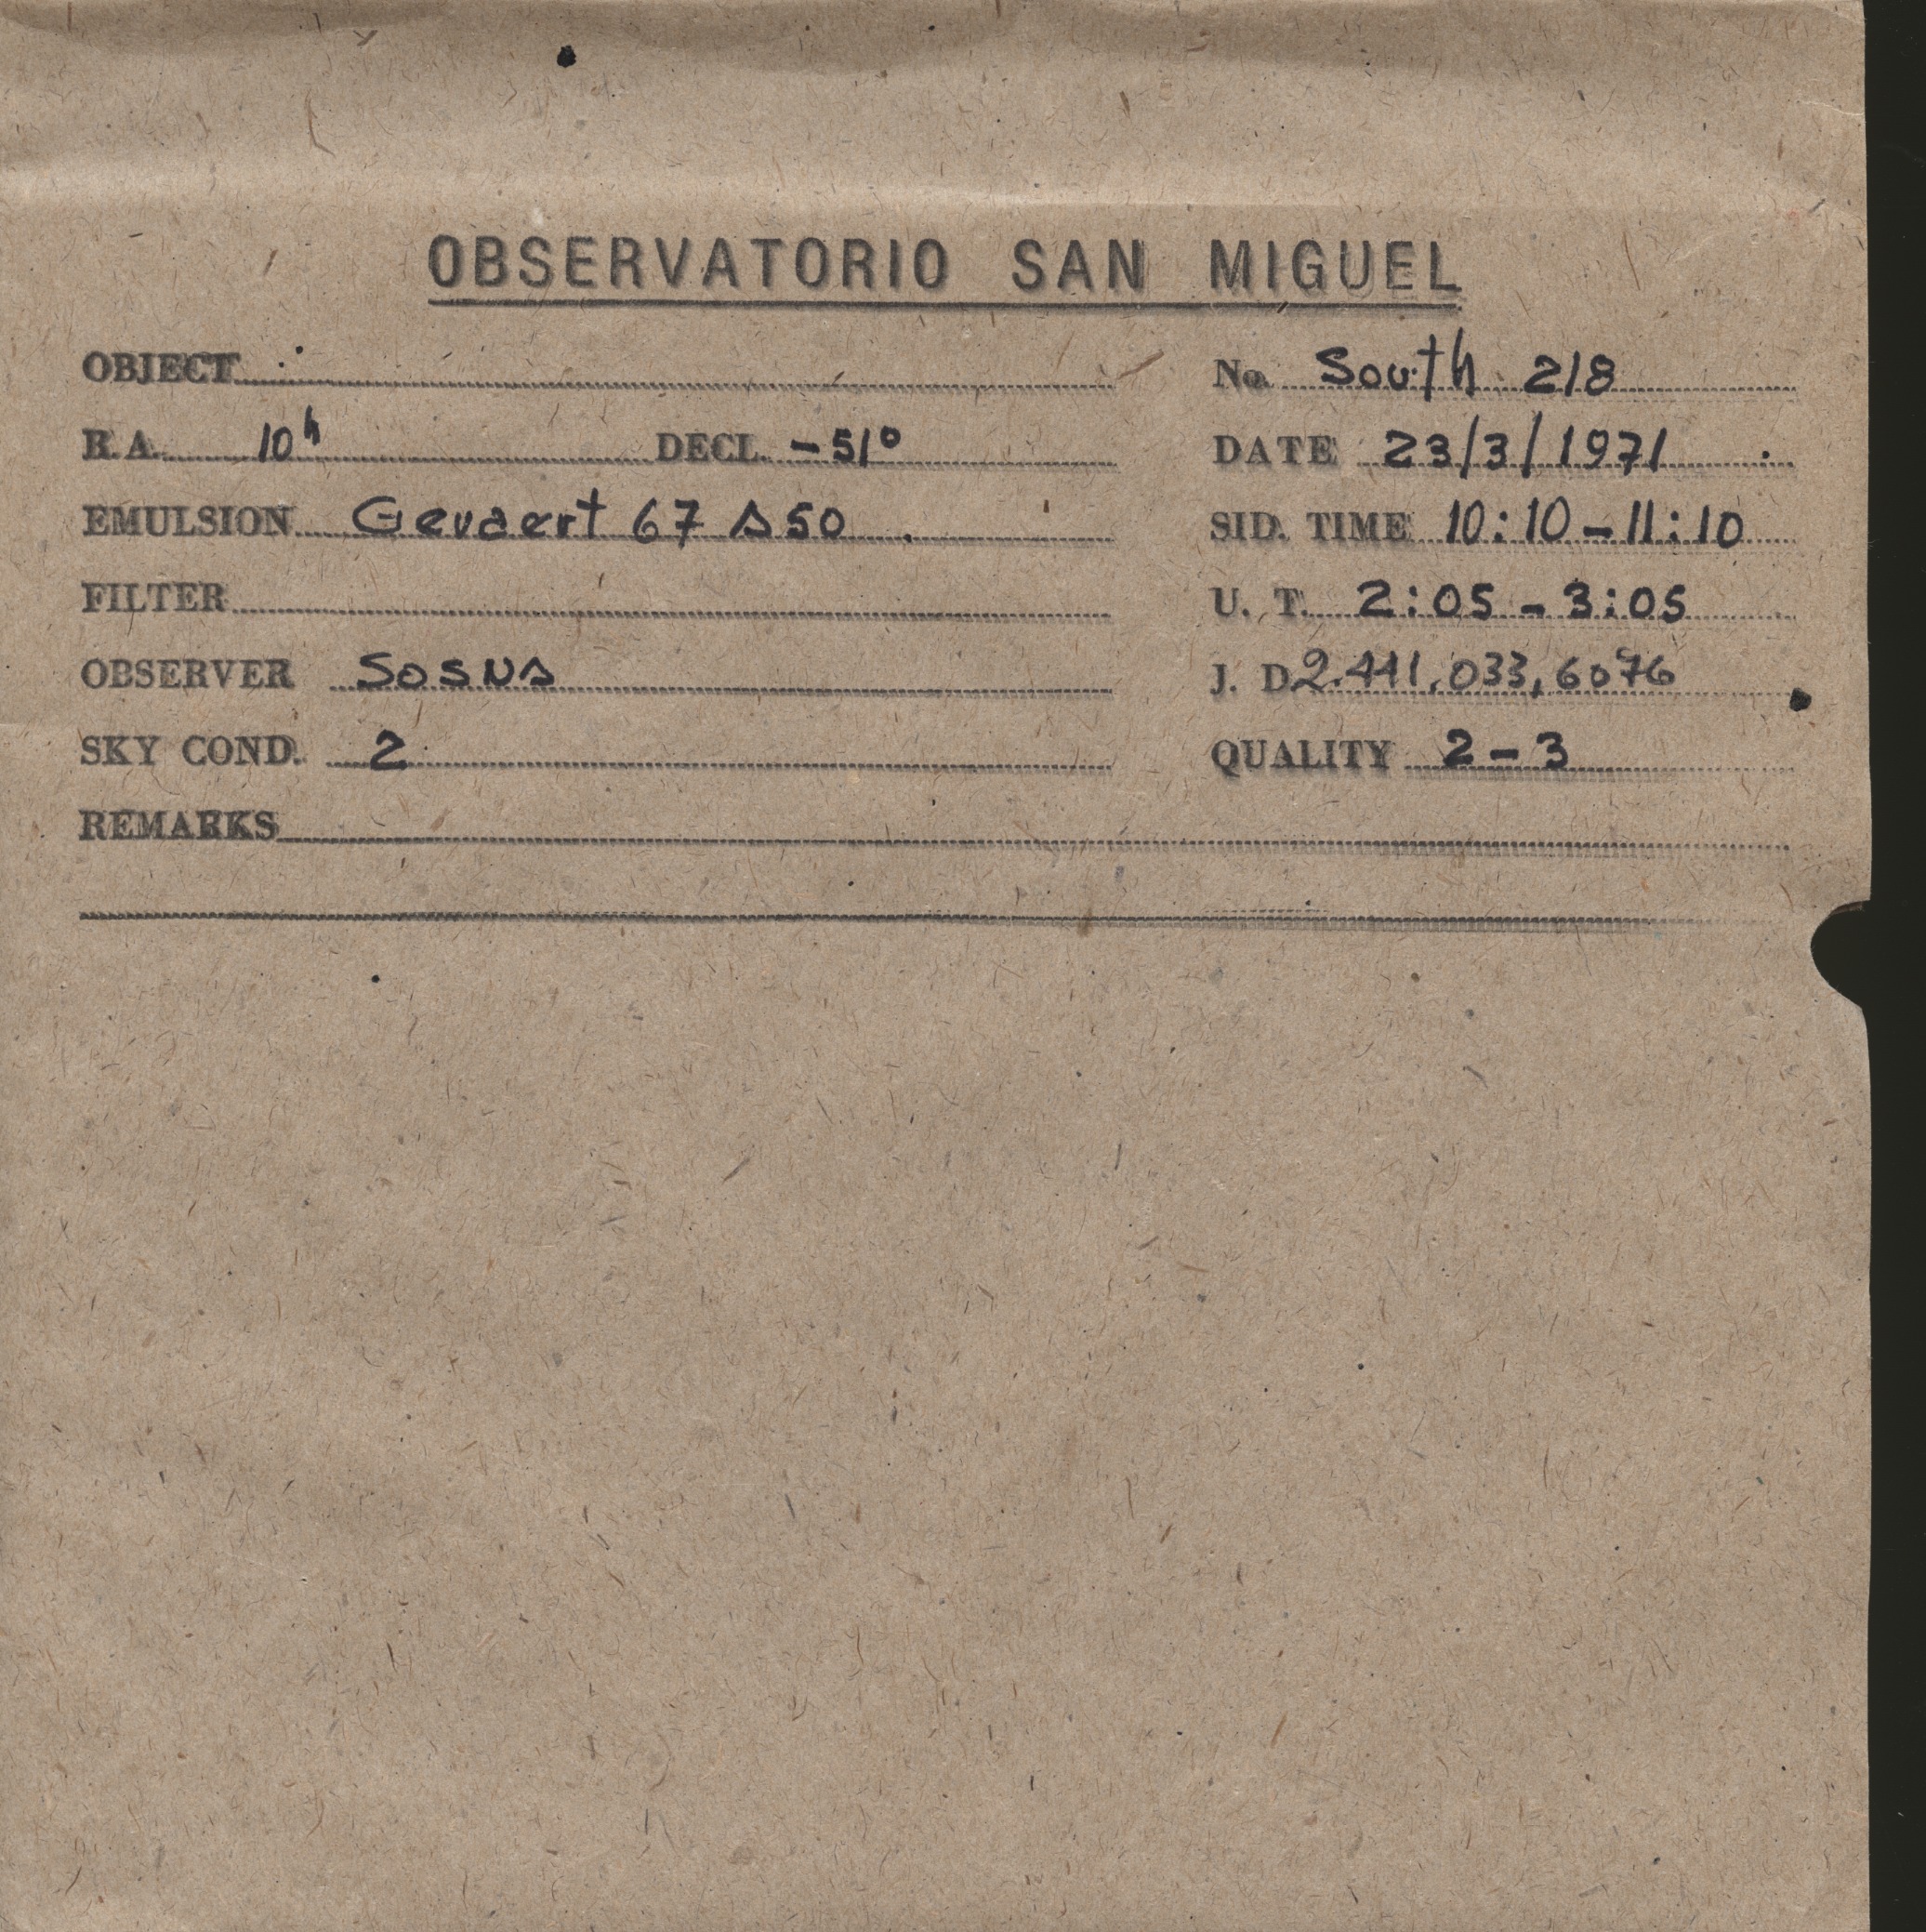 OBSERVATORIO SAN MIGUEL
OBJECT No. South 218
R.A. 10h DECL. -51° DATE 23/3/1971
EMULSION Gevaert 67 A50 SID. TIME 10:10-11:10
FILTER U. T. 2:05-3:05
OBSERVER SosNA J. D. 2.441.033,6076
SKY COND. 2 QUALITY 2-3
REMARKS